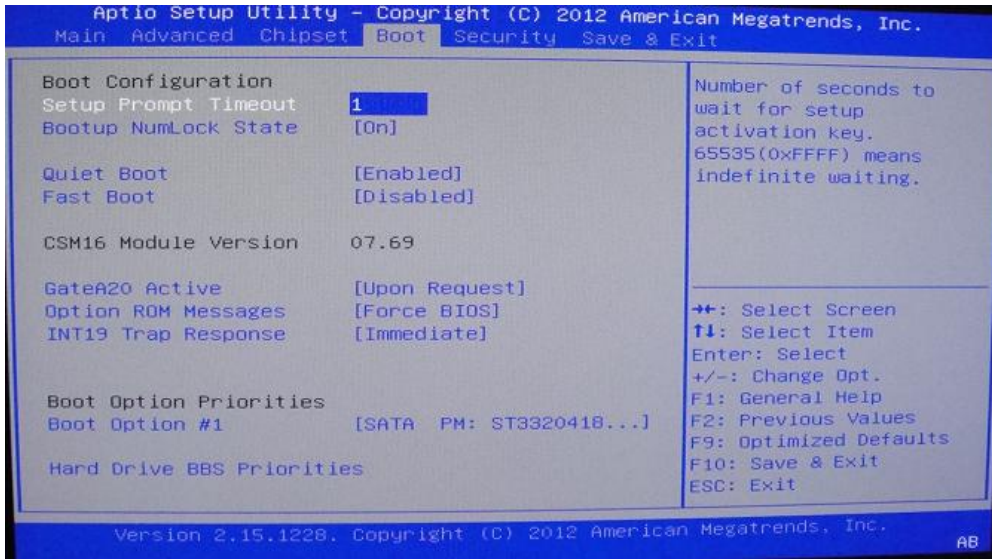 Aptio Setup Utility - Copyright (C) 2012 American Megatrends, Inc.
Main Advanced Chipset Boot Security Save & Exit
Boot Configuration
Setup Prompt Timeout 1
Bootup NumLock State [On]
Quiet Boot [Enabled]
Fast Boot [Disabled]
CSM16 Module Version 07.69
GateA20 Active [Upon Request]
Option ROM Messages [Force BIOS]
INT19 Trap Response [Immediate]
Boot Option Priorities
Boot Option #1 [SATA PM: ST3320418...]
Hard Drive BBS Priorities
Number of seconds to
wait for setup
activation key.
65535(0xFFFF) means
indefinite waiting.
→←: Select Screen
↑↓: Select Item
Enter: Select
+/-: Change Opt.
F1: General Help
F2: Previous Values
F9: Optimized Defaults
F10: Save & Exit
ESC: Exit
Version 2.15.1228. Copyright (C) 2012 American Megatrends, Inc.
AB